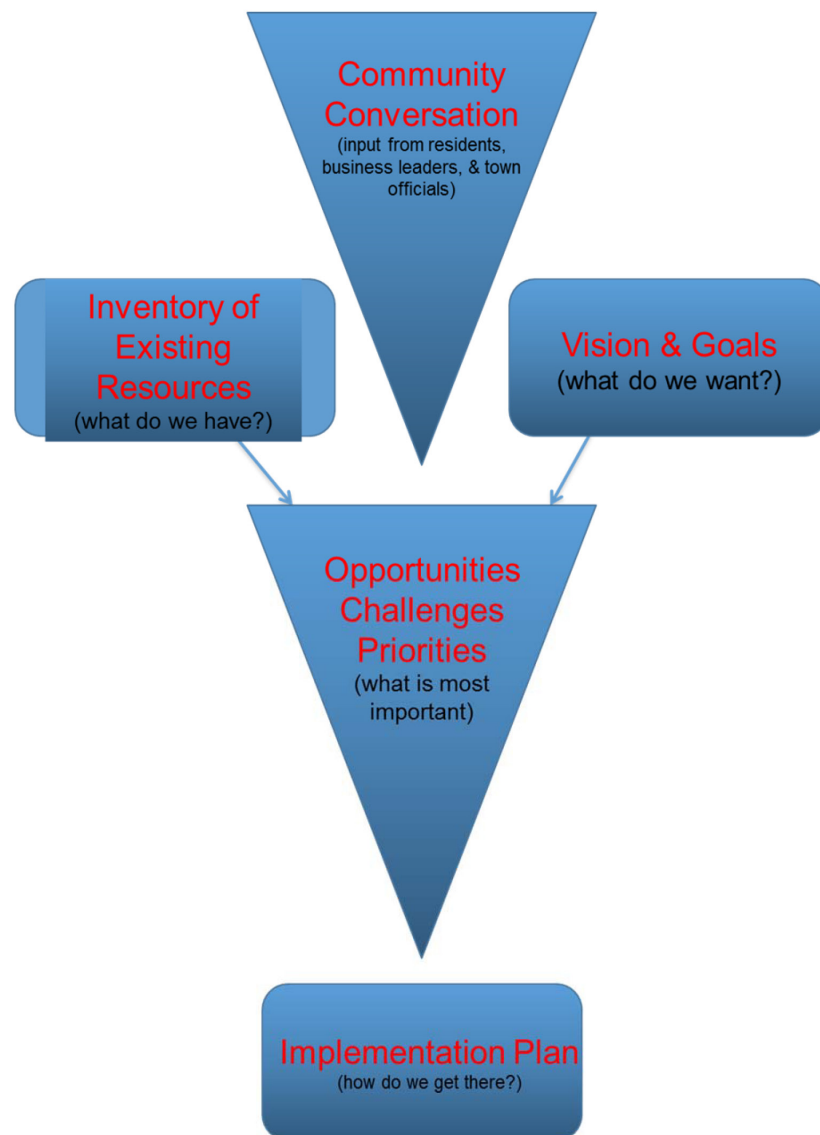 Community
Conversation
(input from residents,
business leaders, & town
officials)
Inventory of
Existing
Resources
(what do we have?)
Vision & Goals
(what do we want?)
Opportunities
Challenges
Priorities
(what is most
important)
Implementation Plan
(how do we get there?)